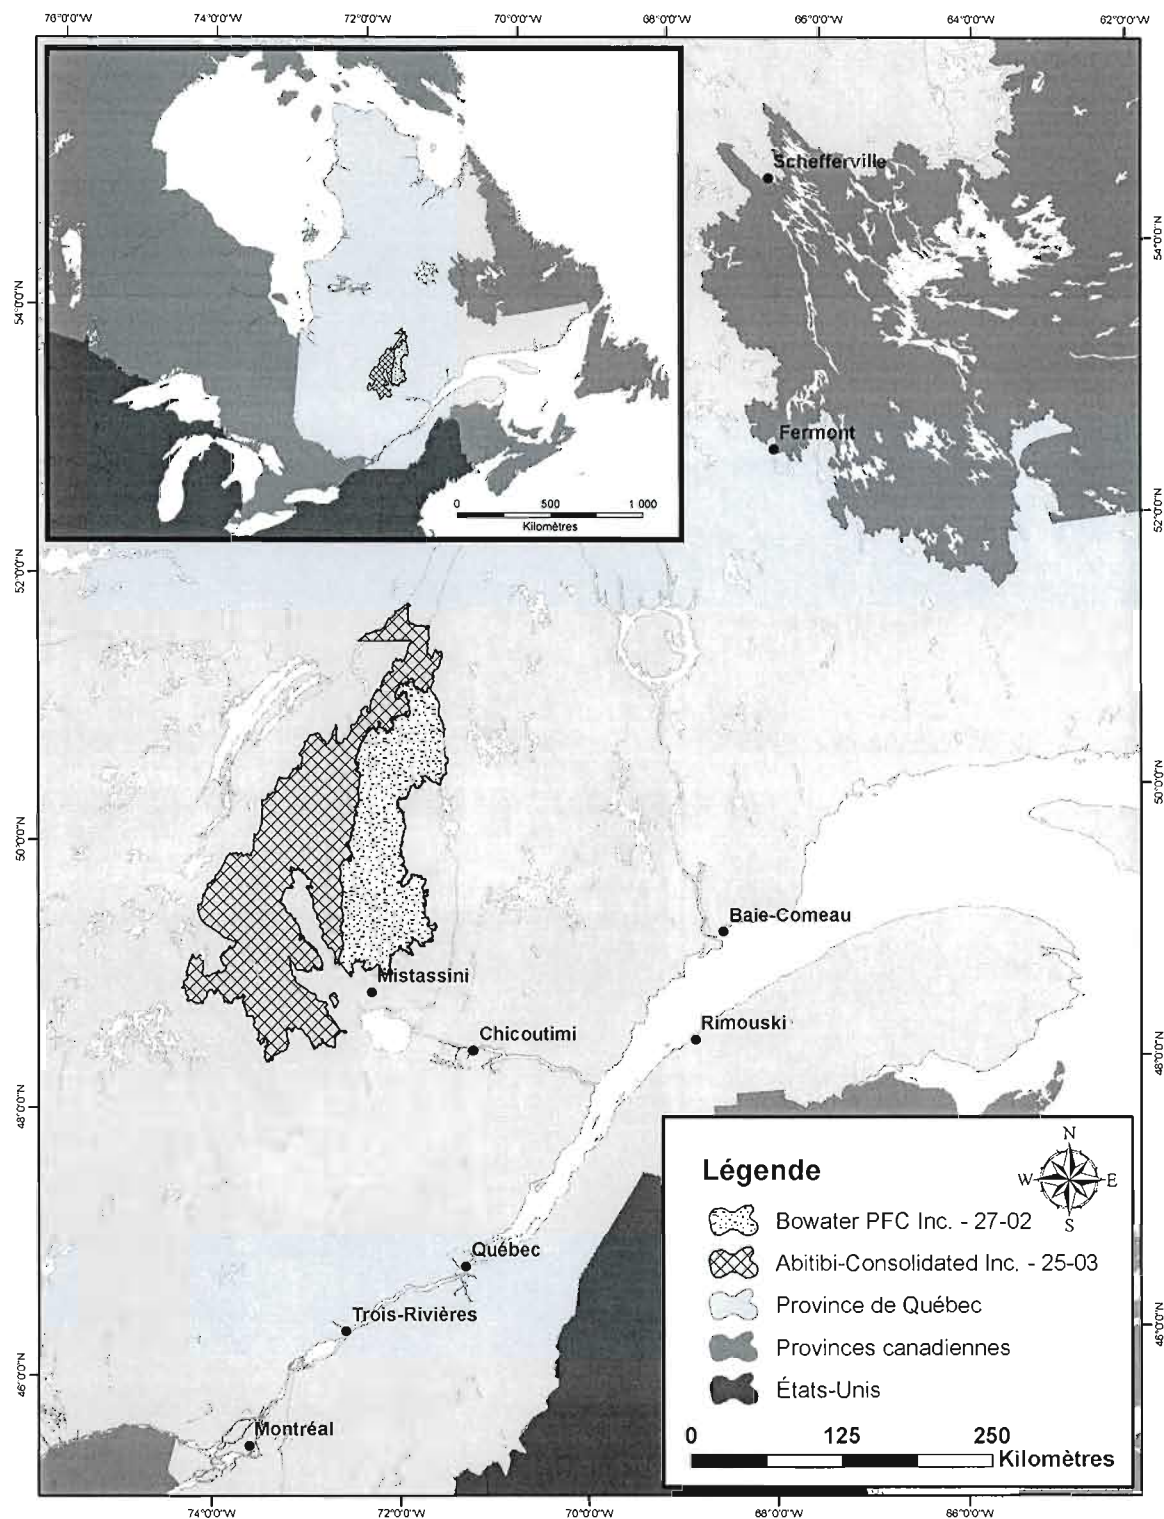 76°0'0"W 74°0'0"W 72°0'0"W 70°0'0"W 68°0'0"W 66°0'0"W 64°0'0"W 62°0'0"W
Schefferville
54°0'0"N
54°0'0"N
Fermont
0 500 1 000
Kilomètres
52°0'0"N
52°0'0"N
50°0'0"N
50°0'0"N
Baie-Comeau
Mistassini
Rimouski
Chicoutimi
48°0'0"N
48°0'0"N
Légende
N
W E
S
Bowater PFC Inc. - 27-02
Abitibi-Consolidated Inc. - 25-03
Province de Québec
Provinces canadiennes
États-Unis
0 125 250
Kilomètres
Québec
Trois-Rivières
46°0'0"N
46°0'0"N
Montréal
74°0'0"W 72°0'0"W 70°0'0"W 68°0'0"W 66°0'0"W